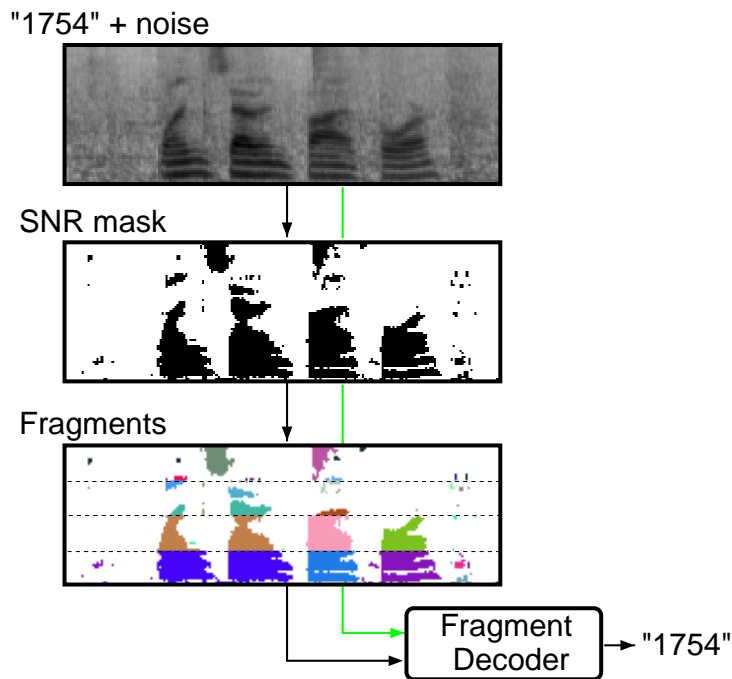 "1754" + noise
SNR mask
Fragments
Fragment
Decoder
"1754"